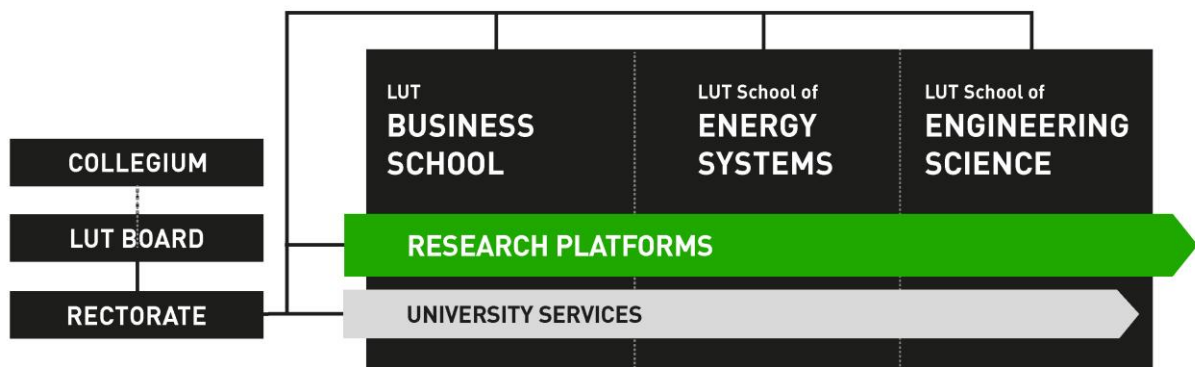 LUT
BUSINESS
SCHOOL
LUT School of
ENERGY
SYSTEMS
LUT School of
ENGINEERING
SCIENCE
COLLEGIUM
LUT BOARD
RECTORATE
RESEARCH PLATFORMS
UNIVERSITY SERVICES